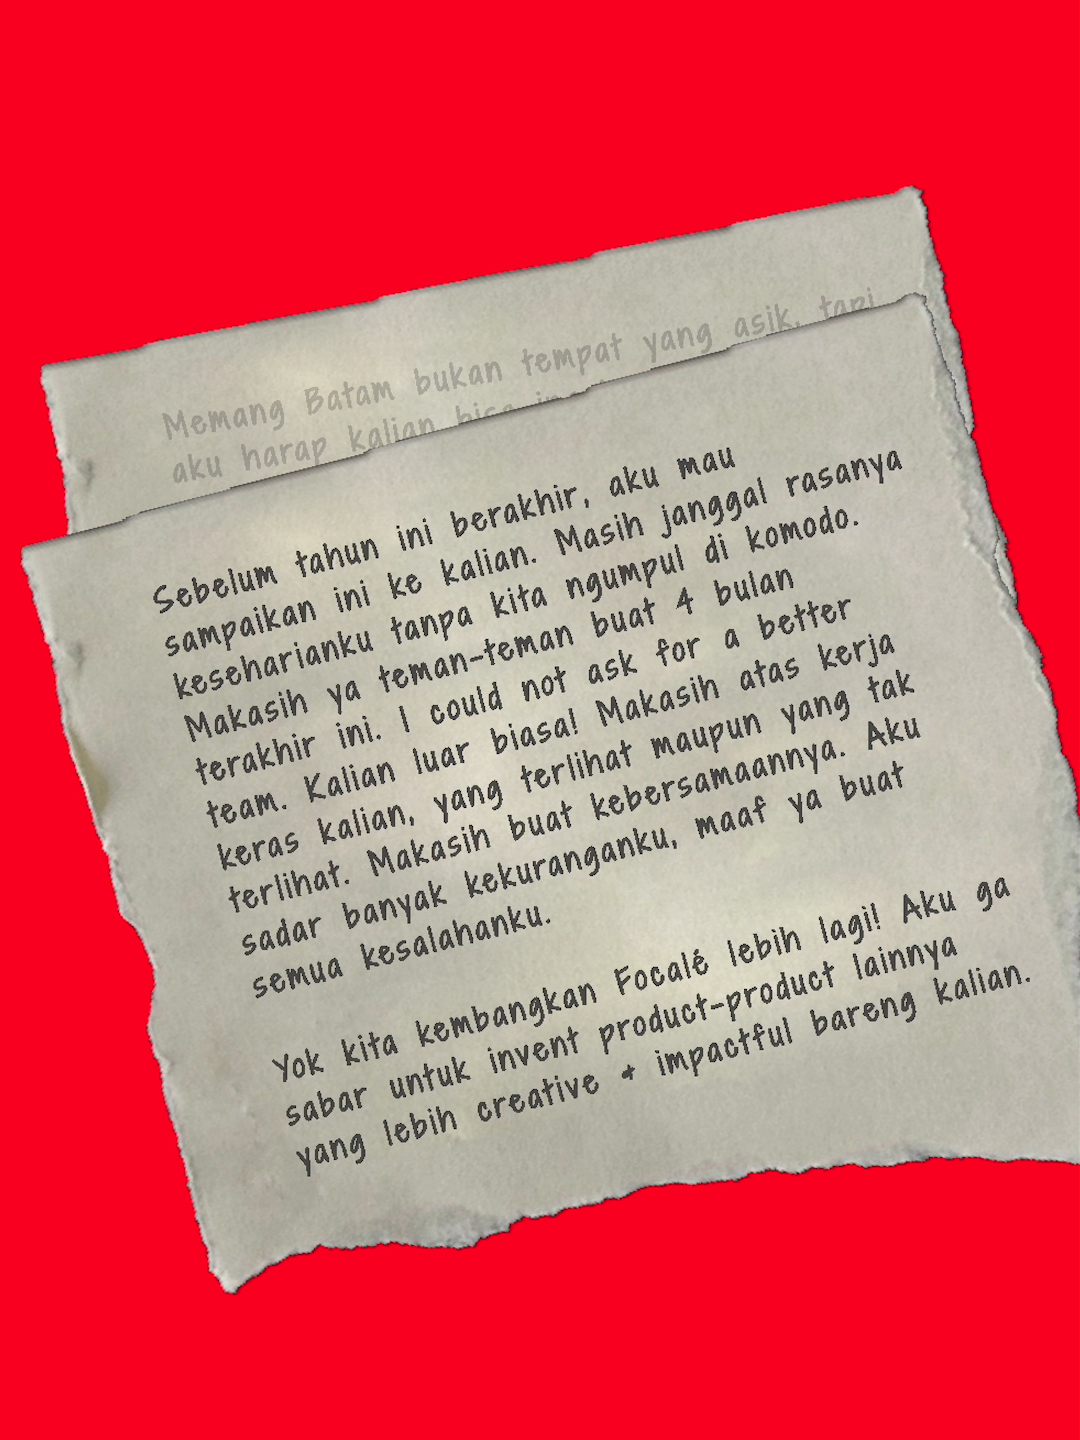 Memang Batam bukan tempat yang asik, tapi
aku harap kalian bisa
Sebelum tahun ini berakhir, aku mau
sampaikan ini ke kalian. Masih janggal rasanya
keseharianku tanpa kita ngumpul di komodo.
Makasih ya teman-teman buat 4 bulan
terakhir ini. I could not ask for a better
team. Kalian luar biasa! Makasih atas kerja
keras kalian, yang terlihat maupun yang tak
terlihat. Makasih buat kebersamaannya. Aku
sadar banyak kekuranganku, maaf ya buat
semua kesalahanku.
Yok kita kembangkan Focalé lebih lagi! Aku ga
sabar untuk invent product-product lainnya
yang lebih creative & impactful bareng kalian.